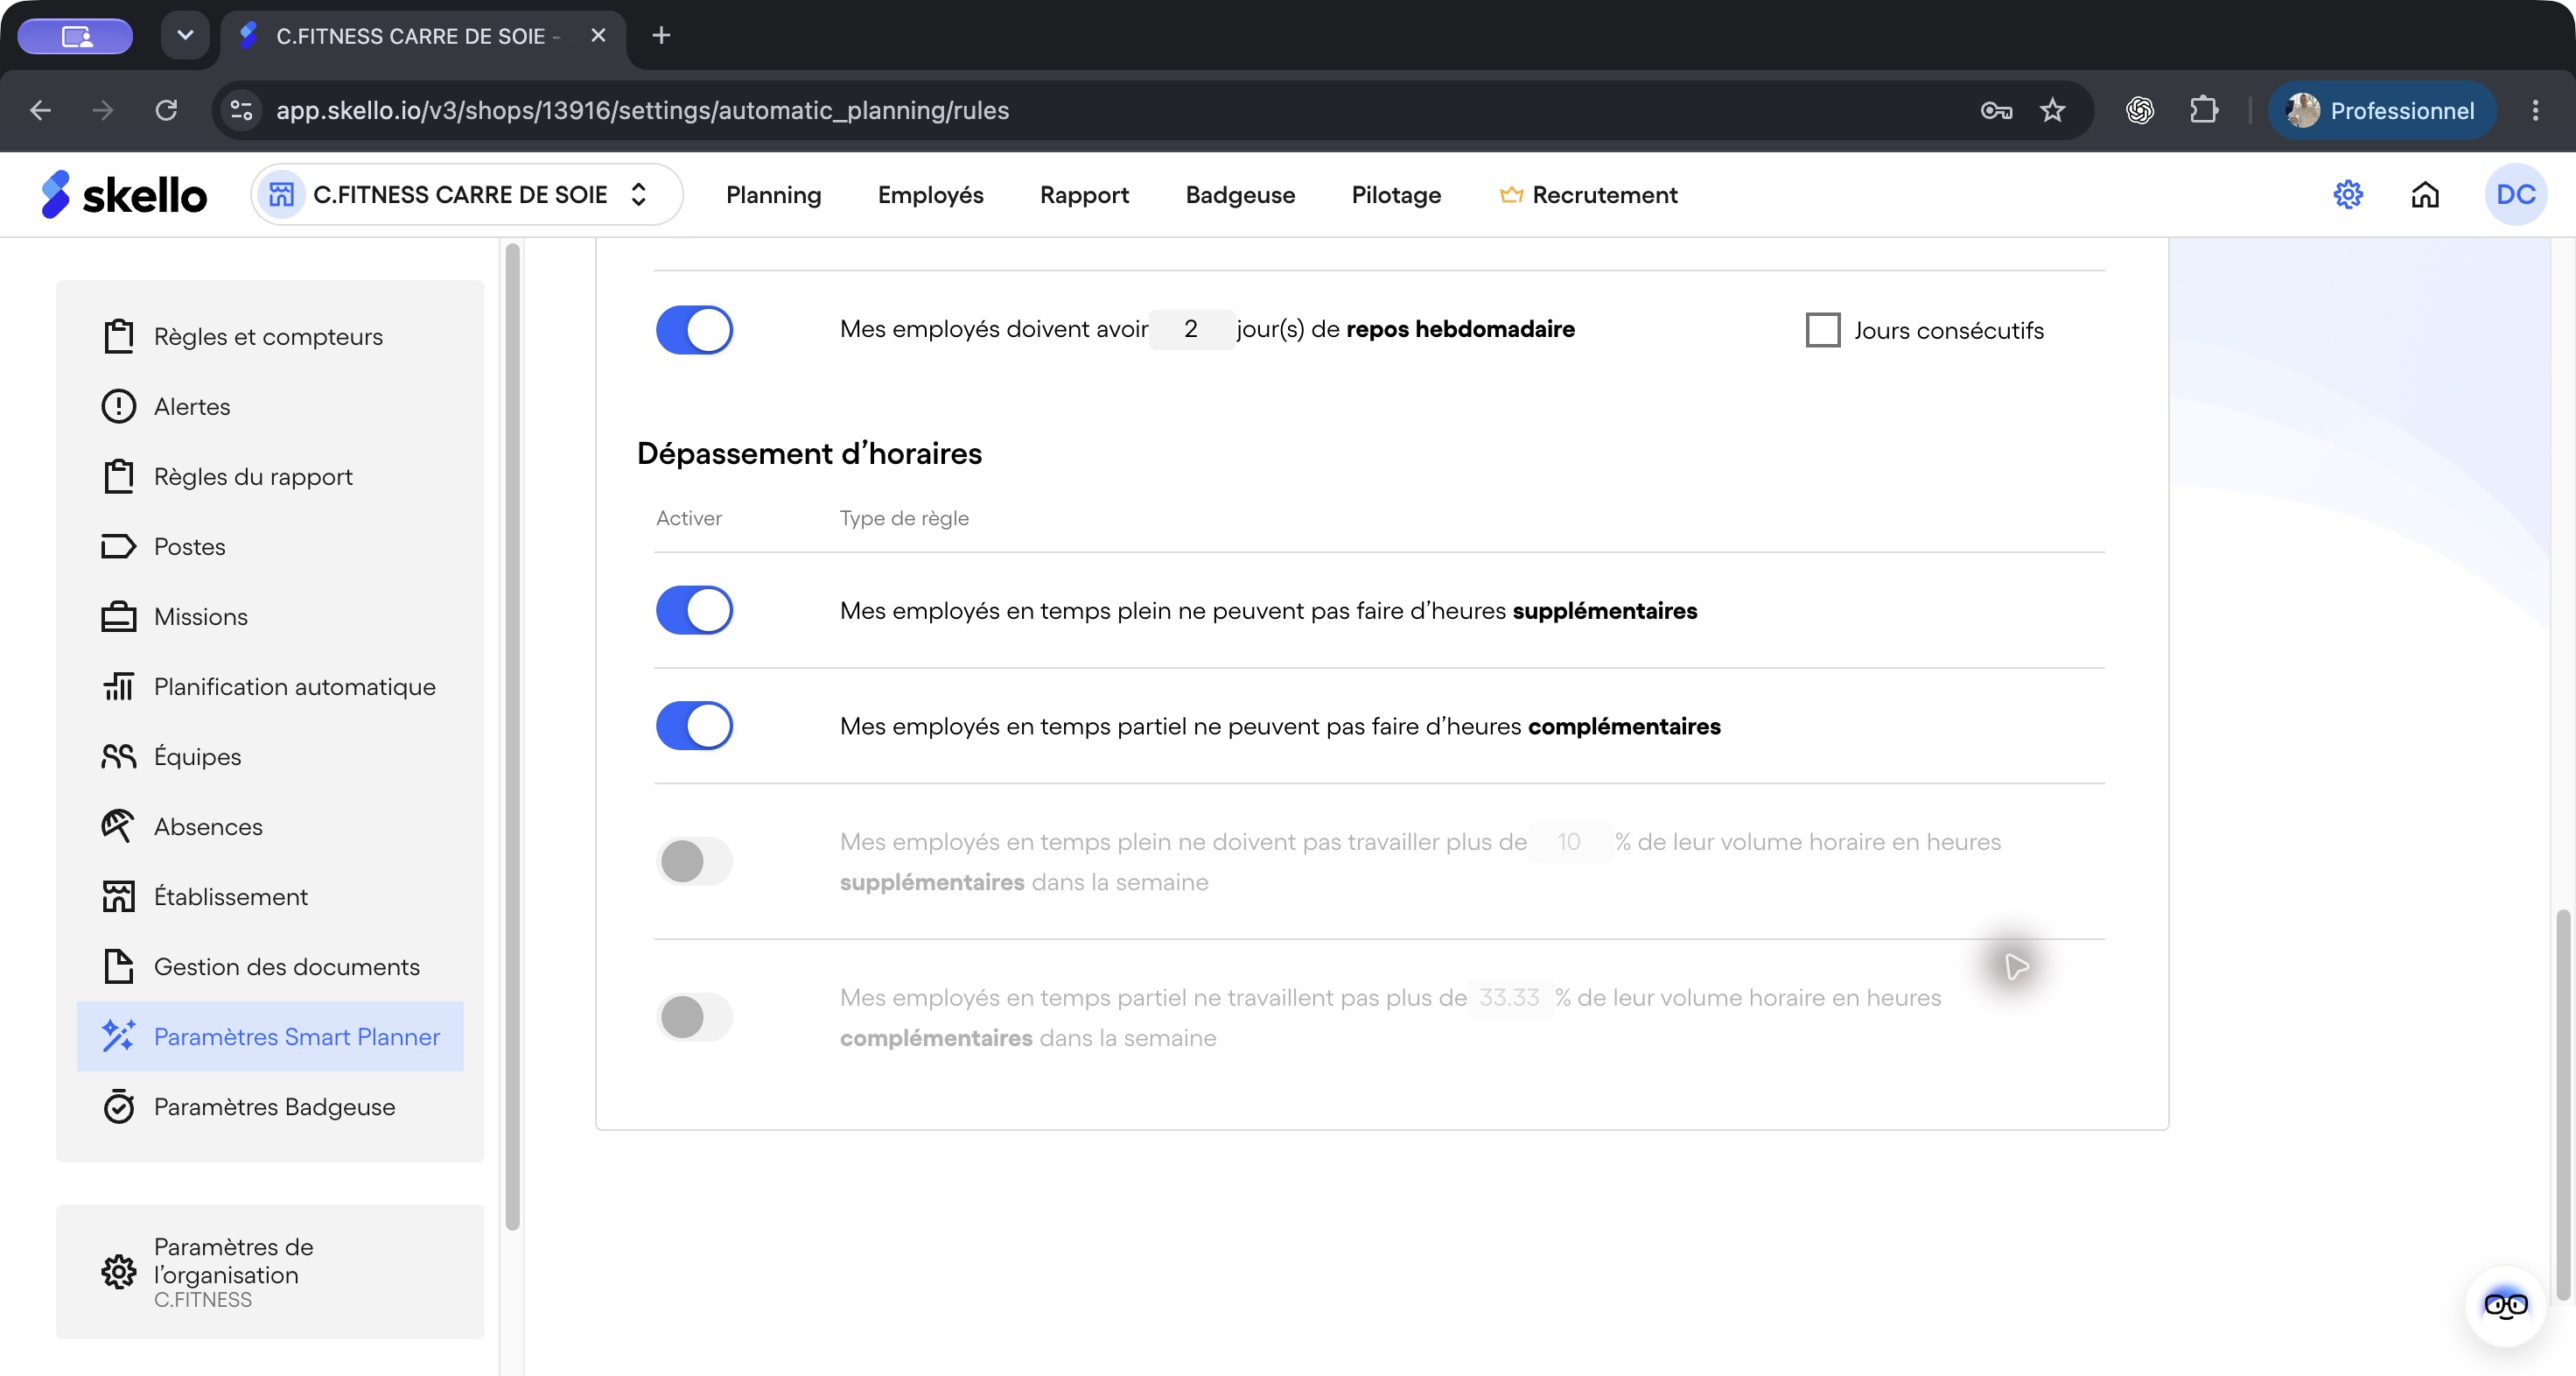 C.FITNESS CARRE DE SOIE -
app.skello.io/v3/shops/13916/settings/automatic_planning/rules
Professionnel
skello
C.FITNESS CARRE DE SOIE
Planning
Employés
Rapport
Badgeuse
Pilotage
Recrutement
DC
Règles et compteurs
Alertes
Règles du rapport
Postes
Missions
Planification automatique
Équipes
Absences
Établissement
Gestion des documents
Paramètres Smart Planner
Paramètres Badgeuse
Paramètres de
l’organisation
C.FITNESS
Mes employés doivent avoir 2 jour(s) de repos hebdomadaire
Jours consécutifs
Dépassement d’horaires
Activer
Type de règle
Mes employés en temps plein ne peuvent pas faire d’heures supplémentaires
Mes employés en temps partiel ne peuvent pas faire d’heures complémentaires
Mes employés en temps plein ne doivent pas travailler plus de 10 % de leur volume horaire en heures
supplémentaires dans la semaine
Mes employés en temps partiel ne travaillent pas plus de 33.33 % de leur volume horaire en heures
complémentaires dans la semaine